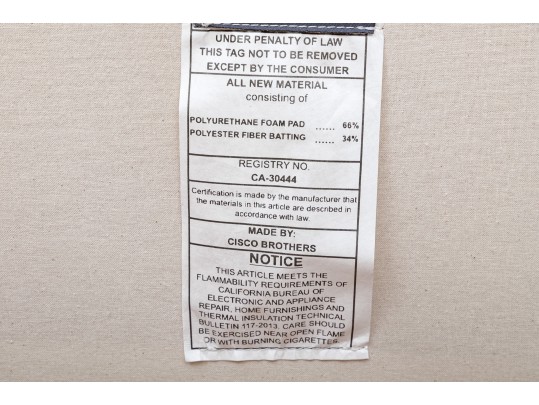 UNDER PENALTY OF LAW
THIS TAG NOT TO BE REMOVED
EXCEPT BY THE CONSUMER
ALL NEW MATERIAL
consisting of
POLYURETHANE FOAM PAD ...... 66%
POLYESTER FIBER BATTING ...... 34%
REGISTRY NO.
CA-30444
Certification is made by the manufacturer that
the materials in this article are described in
accordance with law.
MADE BY:
CISCO BROTHERS
NOTICE
THIS ARTICLE MEETS THE
FLAMMABILITY REQUIREMENTS OF
CALIFORNIA BUREAU OF
ELECTRONIC AND APPLIANCE
REPAIR, HOME FURNISHINGS AND
THERMAL INSULATION TECHNICAL
BULLETIN 117-2013. CARE SHOULD
BE EXERCISED NEAR OPEN FLAME
OR WITH BURNING CIGARETTES.